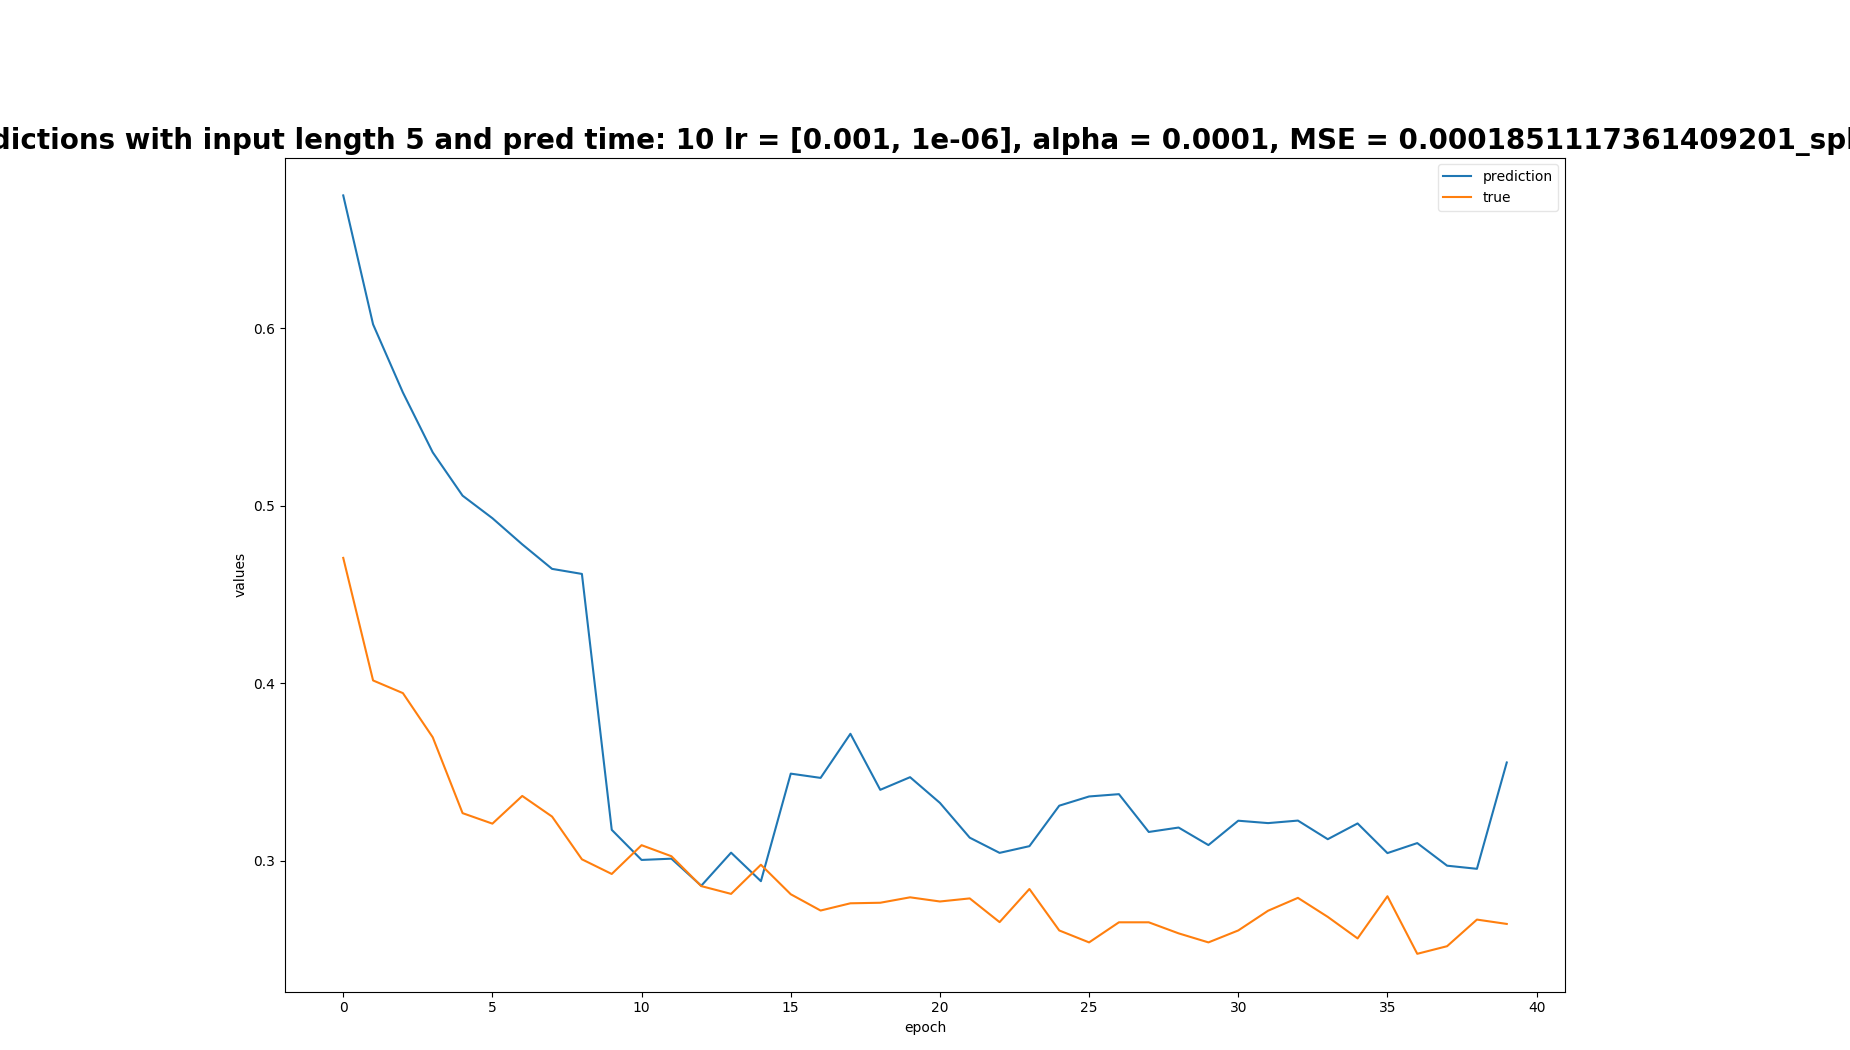 dictions with input length 5 and pred time: 10 lr = [0.001, 1e-06], alpha = 0.0001, MSE = 0.0001851117361409201_spl
prediction
true
0.6
0.5
0.4
0.3
values
0 5 10 15 20 25 30 35 40
epoch